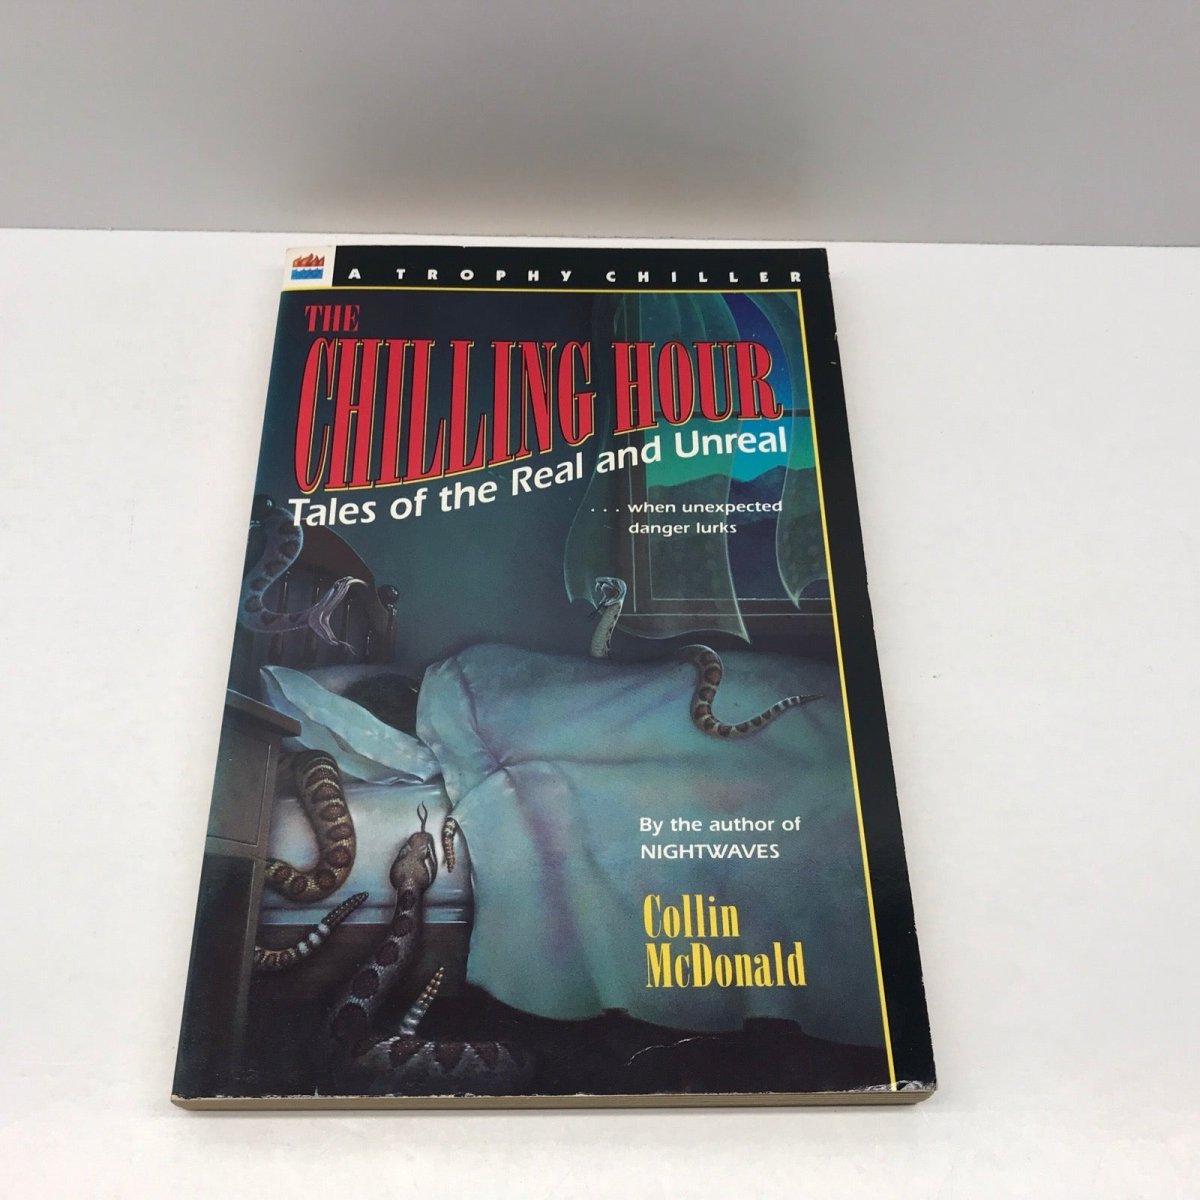 A TROPHY CHILLER
THE
CHILLING HOUR
Tales of the Real and Unreal
. . . when unexpected
danger lurks
By the author of
NIGHTWAVES
Collin
McDonald